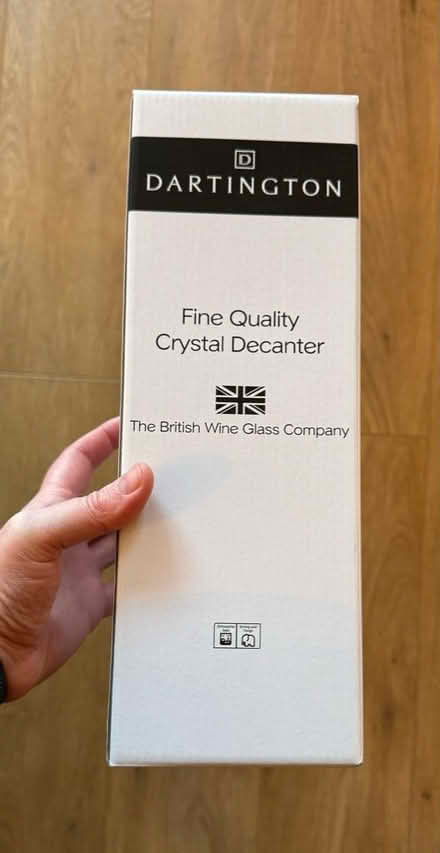 D
DARTINGTON
Fine Quality
Crystal Decanter
The British Wine Glass Company